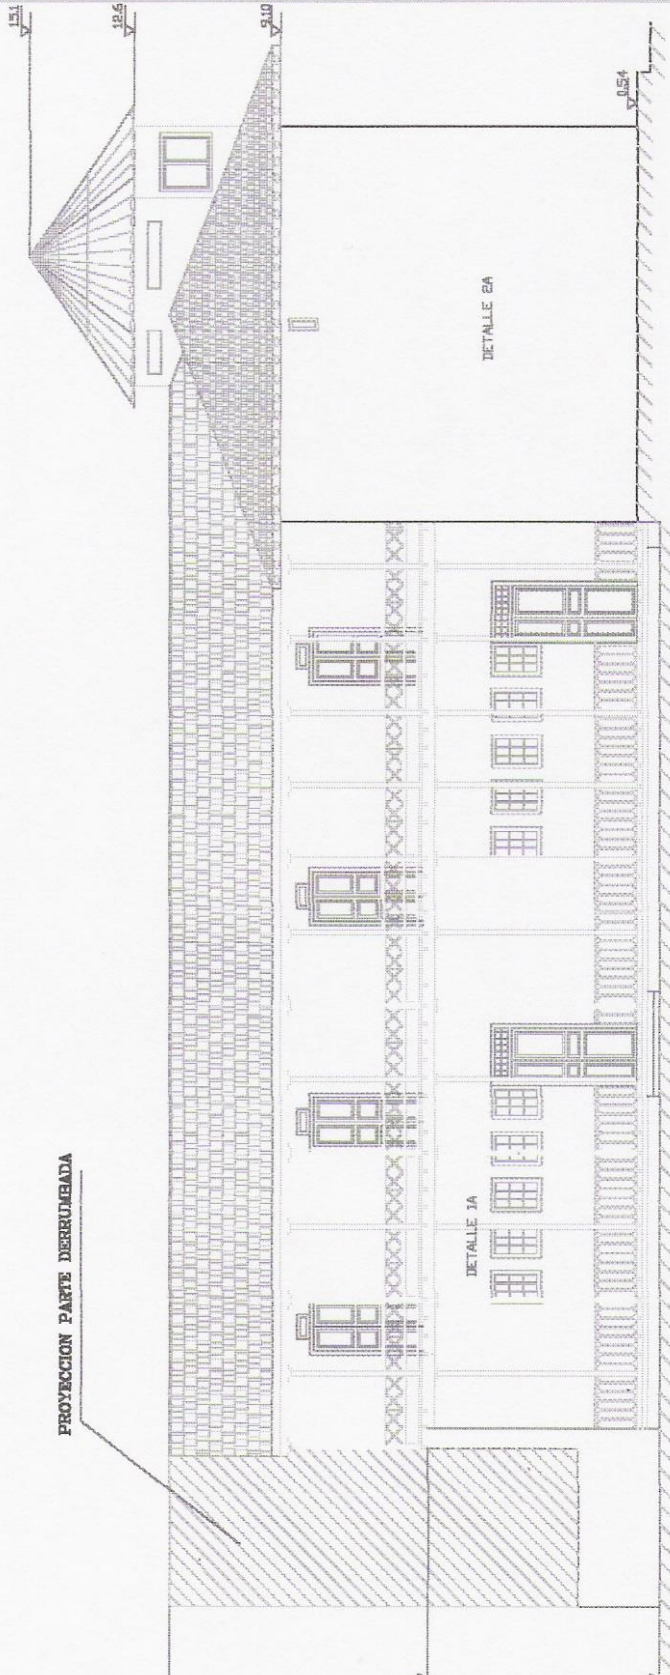 15.1
12.6
9.10
0.54
PROYECCION PARTE DERRUMBADA
DETALLE 1A
DETALLE 2A